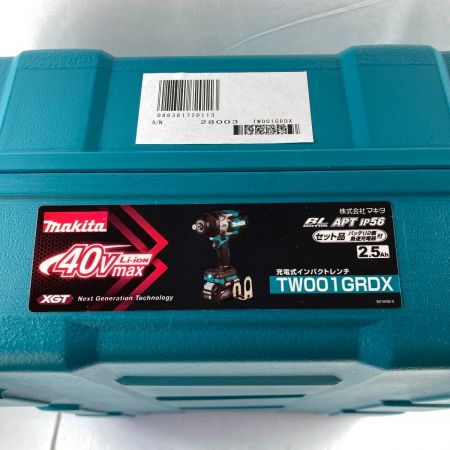 088381720113
S/N 28003 TW001GRDX
makita
40Vmax Li-ION
XGT Next Generation Technology
株式会社マキタ
BL MOTOR APT IP56
セット品 バッテリ2個 急速充電器 付
2.5Ah
充電式インパクトレンチ
TW001GRDX